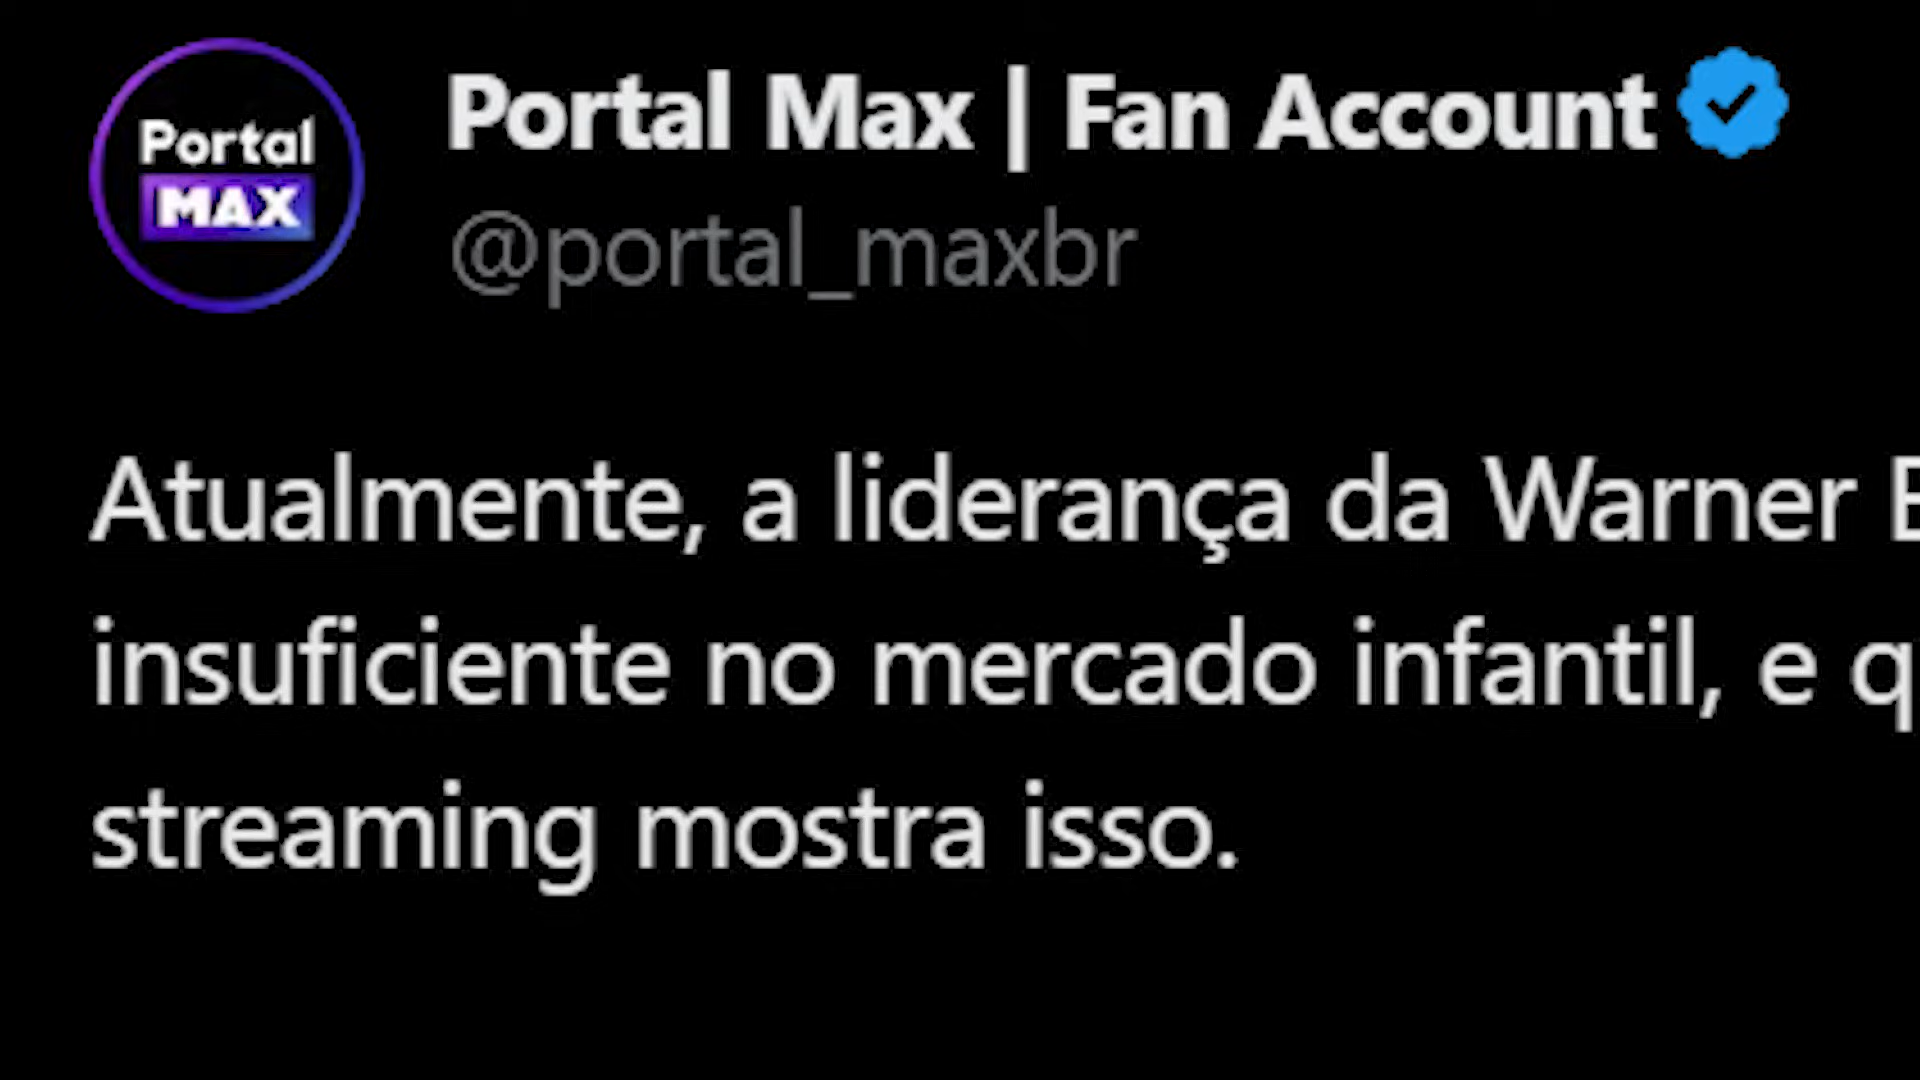 Portal
MAX
Portal Max | Fan Account
@portal_maxbr
Atualmente, a liderança da Warner
insuficiente no mercado infantil, e
streaming mostra isso.